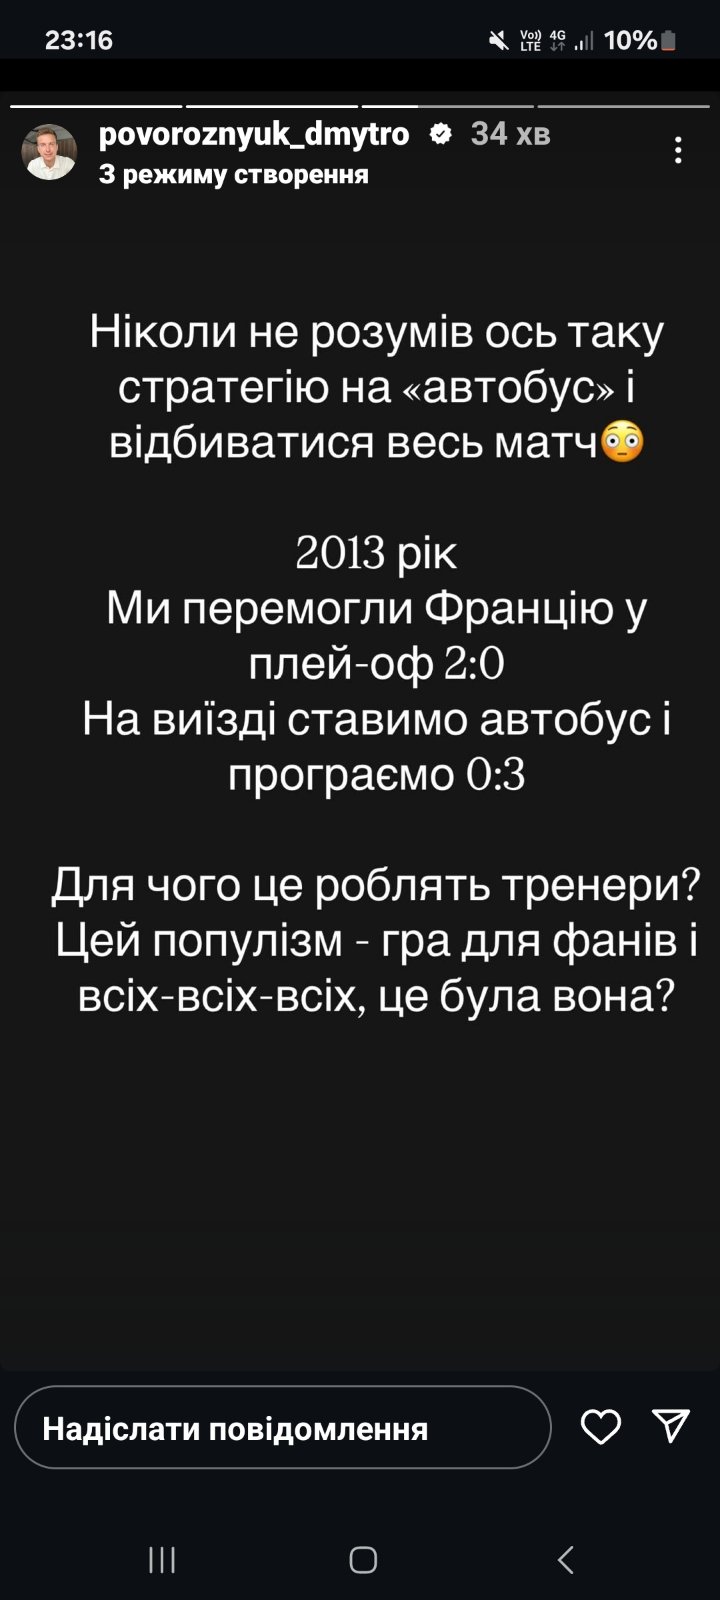 23:16
Vo)) LTE 4G 10%
povoroznyuk_dmytro 34 хв
З режиму створення
Ніколи не розумів ось таку
стратегію на «автобус» і
відбиватися весь матч😳
2013 рік
Ми перемогли Францію у
плей-оф 2:0
На виїзді ставимо автобус і
програємо 0:3
Для чого це роблять тренери?
Цей популізм - гра для фанів і
всіх-всіх-всіх, це була вона?
Надіслати повідомлення